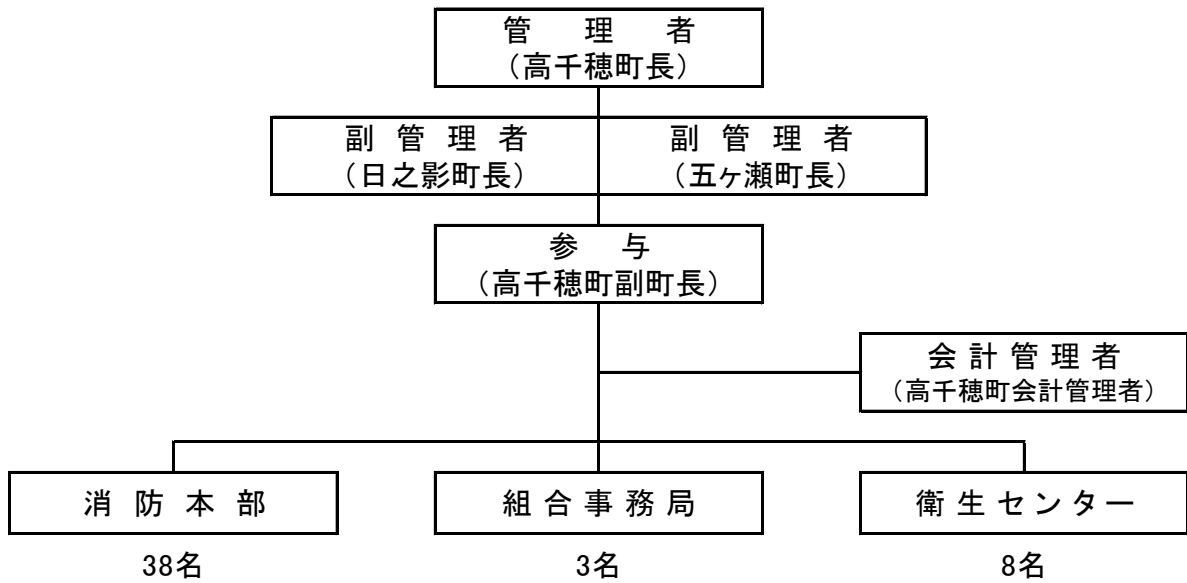 管理者
（高千穂町長）
副管理者
（日之影町長）
副管理者
（五ヶ瀬町長）
参与
（高千穂町副町長）
会計管理者
（高千穂町会計管理者）
消防本部
組合事務局
衛生センター
38名
3名
8名